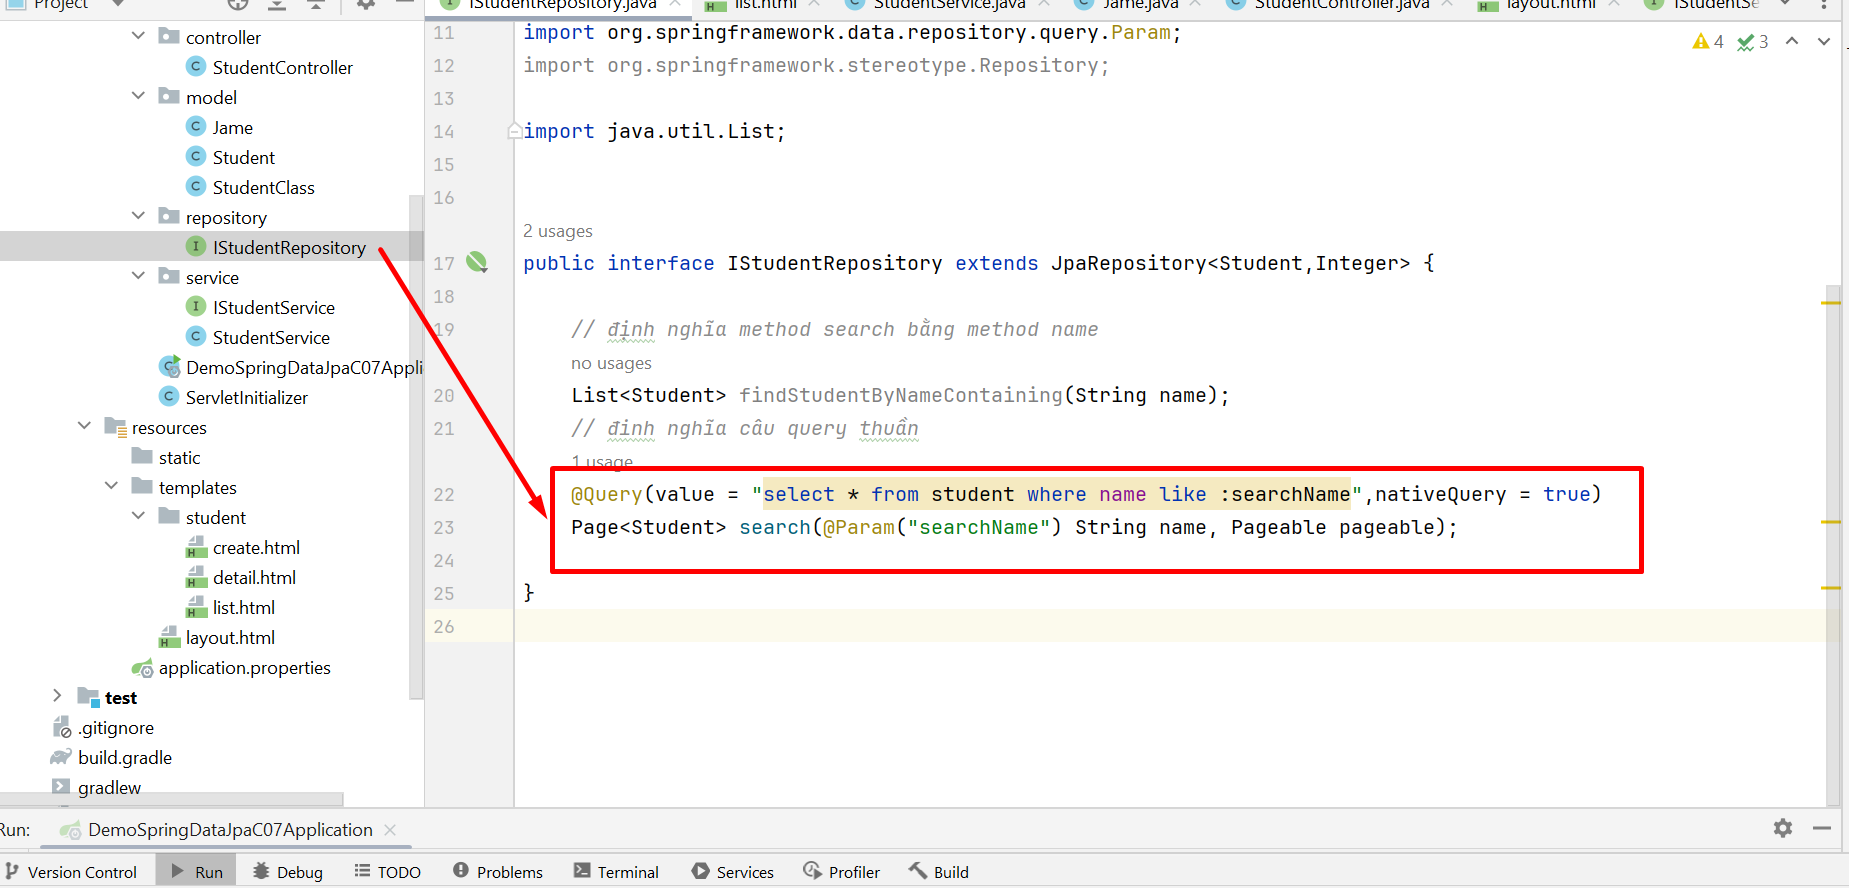 Project
controller
StudentController
model
Jame
Student
StudentClass
repository
IStudentRepository
service
IStudentService
StudentService
DemoSpringDataJpaC07Appli
ServletInitializer
resources
static
templates
student
create.html
detail.html
list.html
layout.html
application.properties
test
.gitignore
build.gradle
gradlew
IStudentRepository.java
list.html
StudentService.java
Jame.java
StudentController.java
layout.html
IStudentSe
4 3
11 import org.springframework.data.repository.query.Param;
12 import org.springframework.stereotype.Repository;
13
14 import java.util.List;
15
16
2 usages
17 public interface IStudentRepository extends JpaRepository<Student,Integer> {
18
19 // định nghĩa method search bằng method name
no usages
20 List<Student> findStudentByNameContaining(String name);
21 // đinh nghĩa câu query thuần
1 usage
22 @Query(value = "select * from student where name like :searchName",nativeQuery = true)
23 Page<Student> search(@Param("searchName") String name, Pageable pageable);
24
25 }
26
Run: DemoSpringDataJpaC07Application
Version Control Run Debug TODO Problems Terminal Services Profiler Build